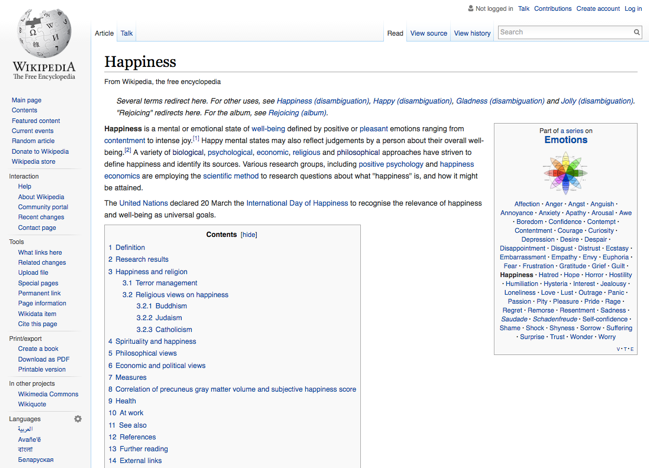 Not logged in Talk Contributions Create account Log in
Article Talk Read View source View history Search
WIKIPEDIA
The Free Encyclopedia
Main page
Contents
Featured content
Current events
Random article
Donate to Wikipedia
Wikipedia store
Interaction
Help
About Wikipedia
Community portal
Recent changes
Contact page
Tools
What links here
Related changes
Upload file
Special pages
Permanent link
Page information
Wikidata item
Cite this page
Print/export
Create a book
Download as PDF
Printable version
In other projects
Wikimedia Commons
Wikiquote
Languages
العربية
Avañe'ẽ
বাংলা
Беларуская
Happiness
From Wikipedia, the free encyclopedia
Several terms redirect here. For other uses, see Happiness (disambiguation), Happy (disambiguation), Gladness (disambiguation) and Jolly (disambiguation).
"Rejoicing" redirects here. For the album, see Rejoicing (album).
Happiness is a mental or emotional state of well-being defined by positive or pleasant emotions ranging from
contentment to intense joy.[1] Happy mental states may also reflect judgements by a person about their overall well-
being.[2] A variety of biological, psychological, economic, religious and philosophical approaches have striven to
define happiness and identify its sources. Various research groups, including positive psychology and happiness
economics are employing the scientific method to research questions about what "happiness" is, and how it might
be attained.
The United Nations declared 20 March the International Day of Happiness to recognise the relevance of happiness
and well-being as universal goals.
Contents [hide]
1 Definition
2 Research results
3 Happiness and religion
3.1 Terror management
3.2 Religious views on happiness
3.2.1 Buddhism
3.2.2 Judaism
3.2.3 Catholicism
4 Spirituality and happiness
5 Philosophical views
6 Economic and political views
7 Measures
8 Correlation of precuneus gray matter volume and subjective happiness score
9 Health
10 At work
11 See also
12 References
13 Further reading
14 External links
Part of a series on
Emotions
Affection · Anger · Angst · Anguish ·
Annoyance · Anxiety · Apathy · Arousal · Awe
· Boredom · Confidence · Contempt ·
Contentment · Courage · Curiosity ·
Depression · Desire · Despair ·
Disappointment · Disgust · Distrust · Ecstasy ·
Embarrassment · Empathy · Envy · Euphoria ·
Fear · Frustration · Gratitude · Grief · Guilt ·
Happiness · Hatred · Hope · Horror · Hostility
· Humiliation · Hysteria · Interest · Jealousy ·
Loneliness · Love · Lust · Outrage · Panic ·
Passion · Pity · Pleasure · Pride · Rage ·
Regret · Remorse · Resentment · Sadness ·
Saudade · Schadenfreude · Self-confidence ·
Shame · Shock · Shyness · Sorrow · Suffering
· Surprise · Trust · Wonder · Worry
V · T · E